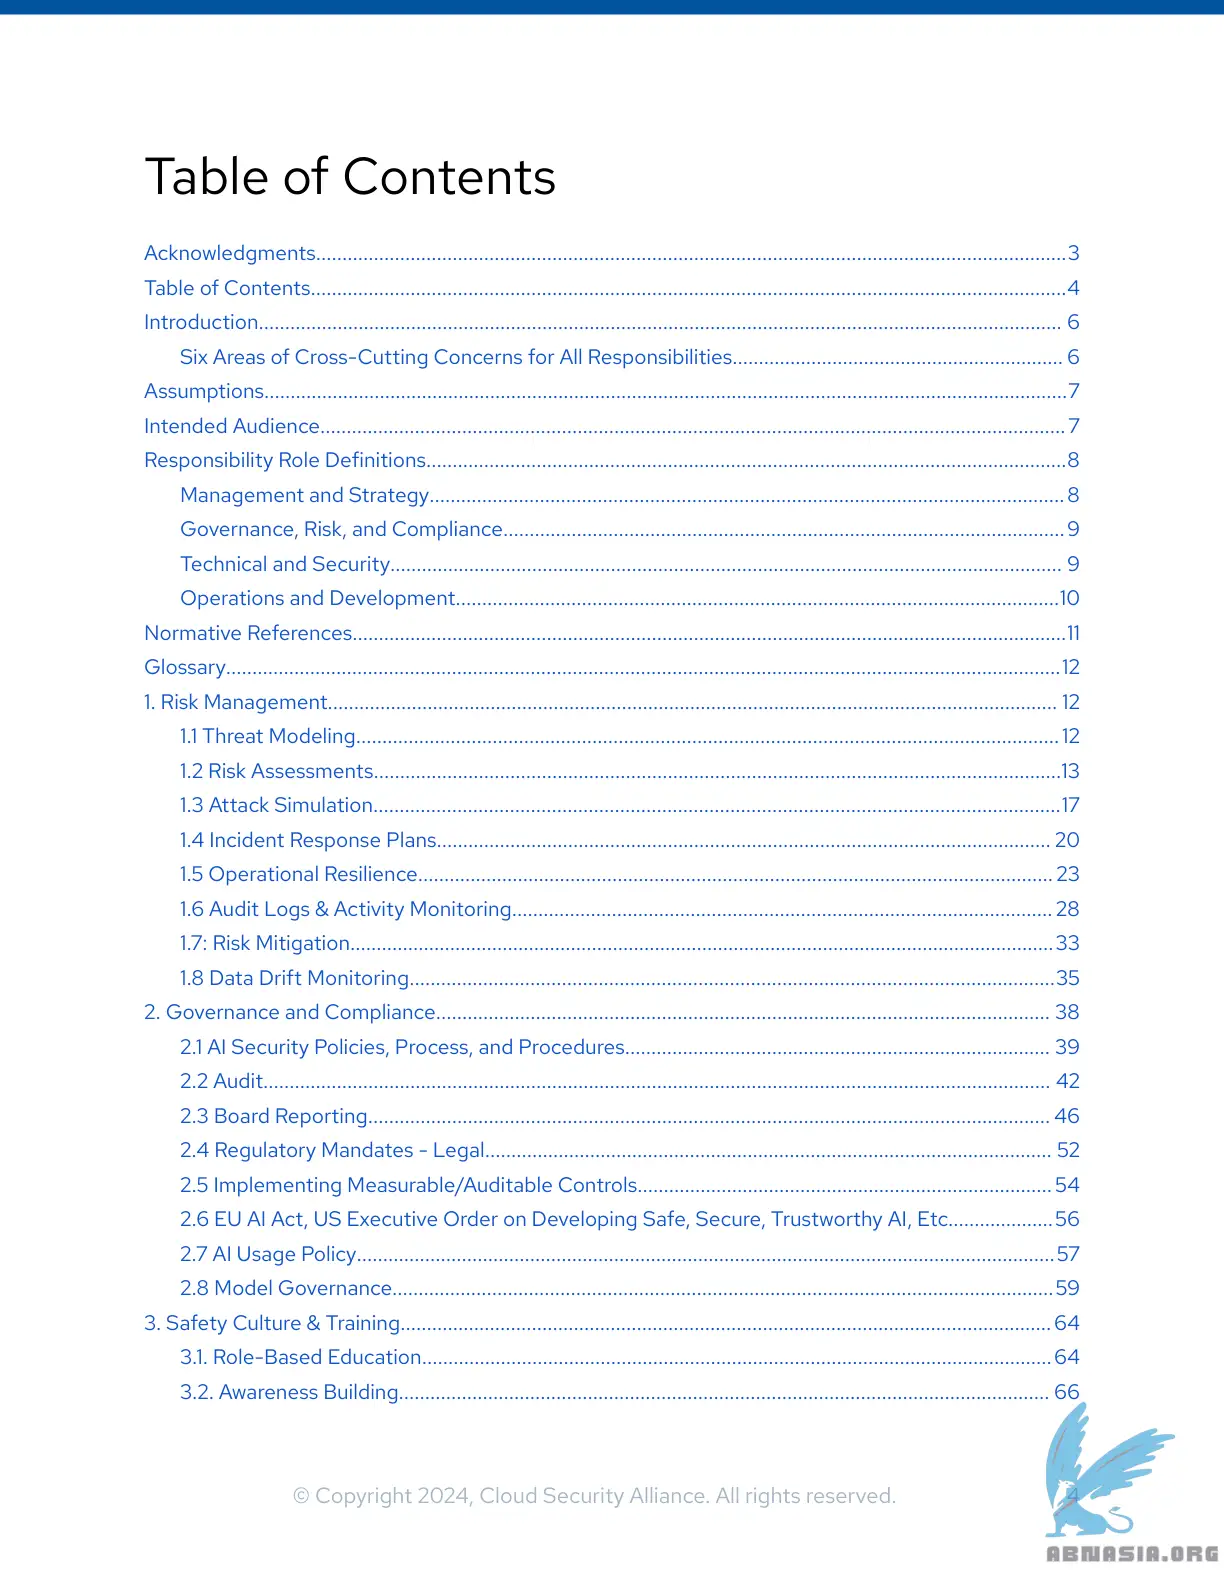 Table of Contents
Acknowledgments....................3
Table of Contents....................4
Introduction.................... 6
Six Areas of Cross-Cutting Concerns for All Responsibilities.................... 6
Assumptions....................7
Intended Audience.................... 7
Responsibility Role Definitions....................8
Management and Strategy.................... 8
Governance, Risk, and Compliance.................... 9
Technical and Security.................... 9
Operations and Development....................10
Normative References....................11
Glossary....................12
1. Risk Management.................... 12
1.1 Threat Modeling.................... 12
1.2 Risk Assessments....................13
1.3 Attack Simulation....................17
1.4 Incident Response Plans.................... 20
1.5 Operational Resilience.................... 23
1.6 Audit Logs & Activity Monitoring.................... 28
1.7: Risk Mitigation....................33
1.8 Data Drift Monitoring....................35
2. Governance and Compliance.................... 38
2.1 AI Security Policies, Process, and Procedures.................... 39
2.2 Audit.................... 42
2.3 Board Reporting.................... 46
2.4 Regulatory Mandates - Legal.................... 52
2.5 Implementing Measurable/Auditable Controls.................... 54
2.6 EU AI Act, US Executive Order on Developing Safe, Secure, Trustworthy AI, Etc....................56
2.7 AI Usage Policy....................57
2.8 Model Governance....................59
3. Safety Culture & Training.................... 64
3.1. Role-Based Education.................... 64
3.2. Awareness Building.................... 66
© Copyright 2024, Cloud Security Alliance. All rights reserved.
4
ABNASIA.ORG